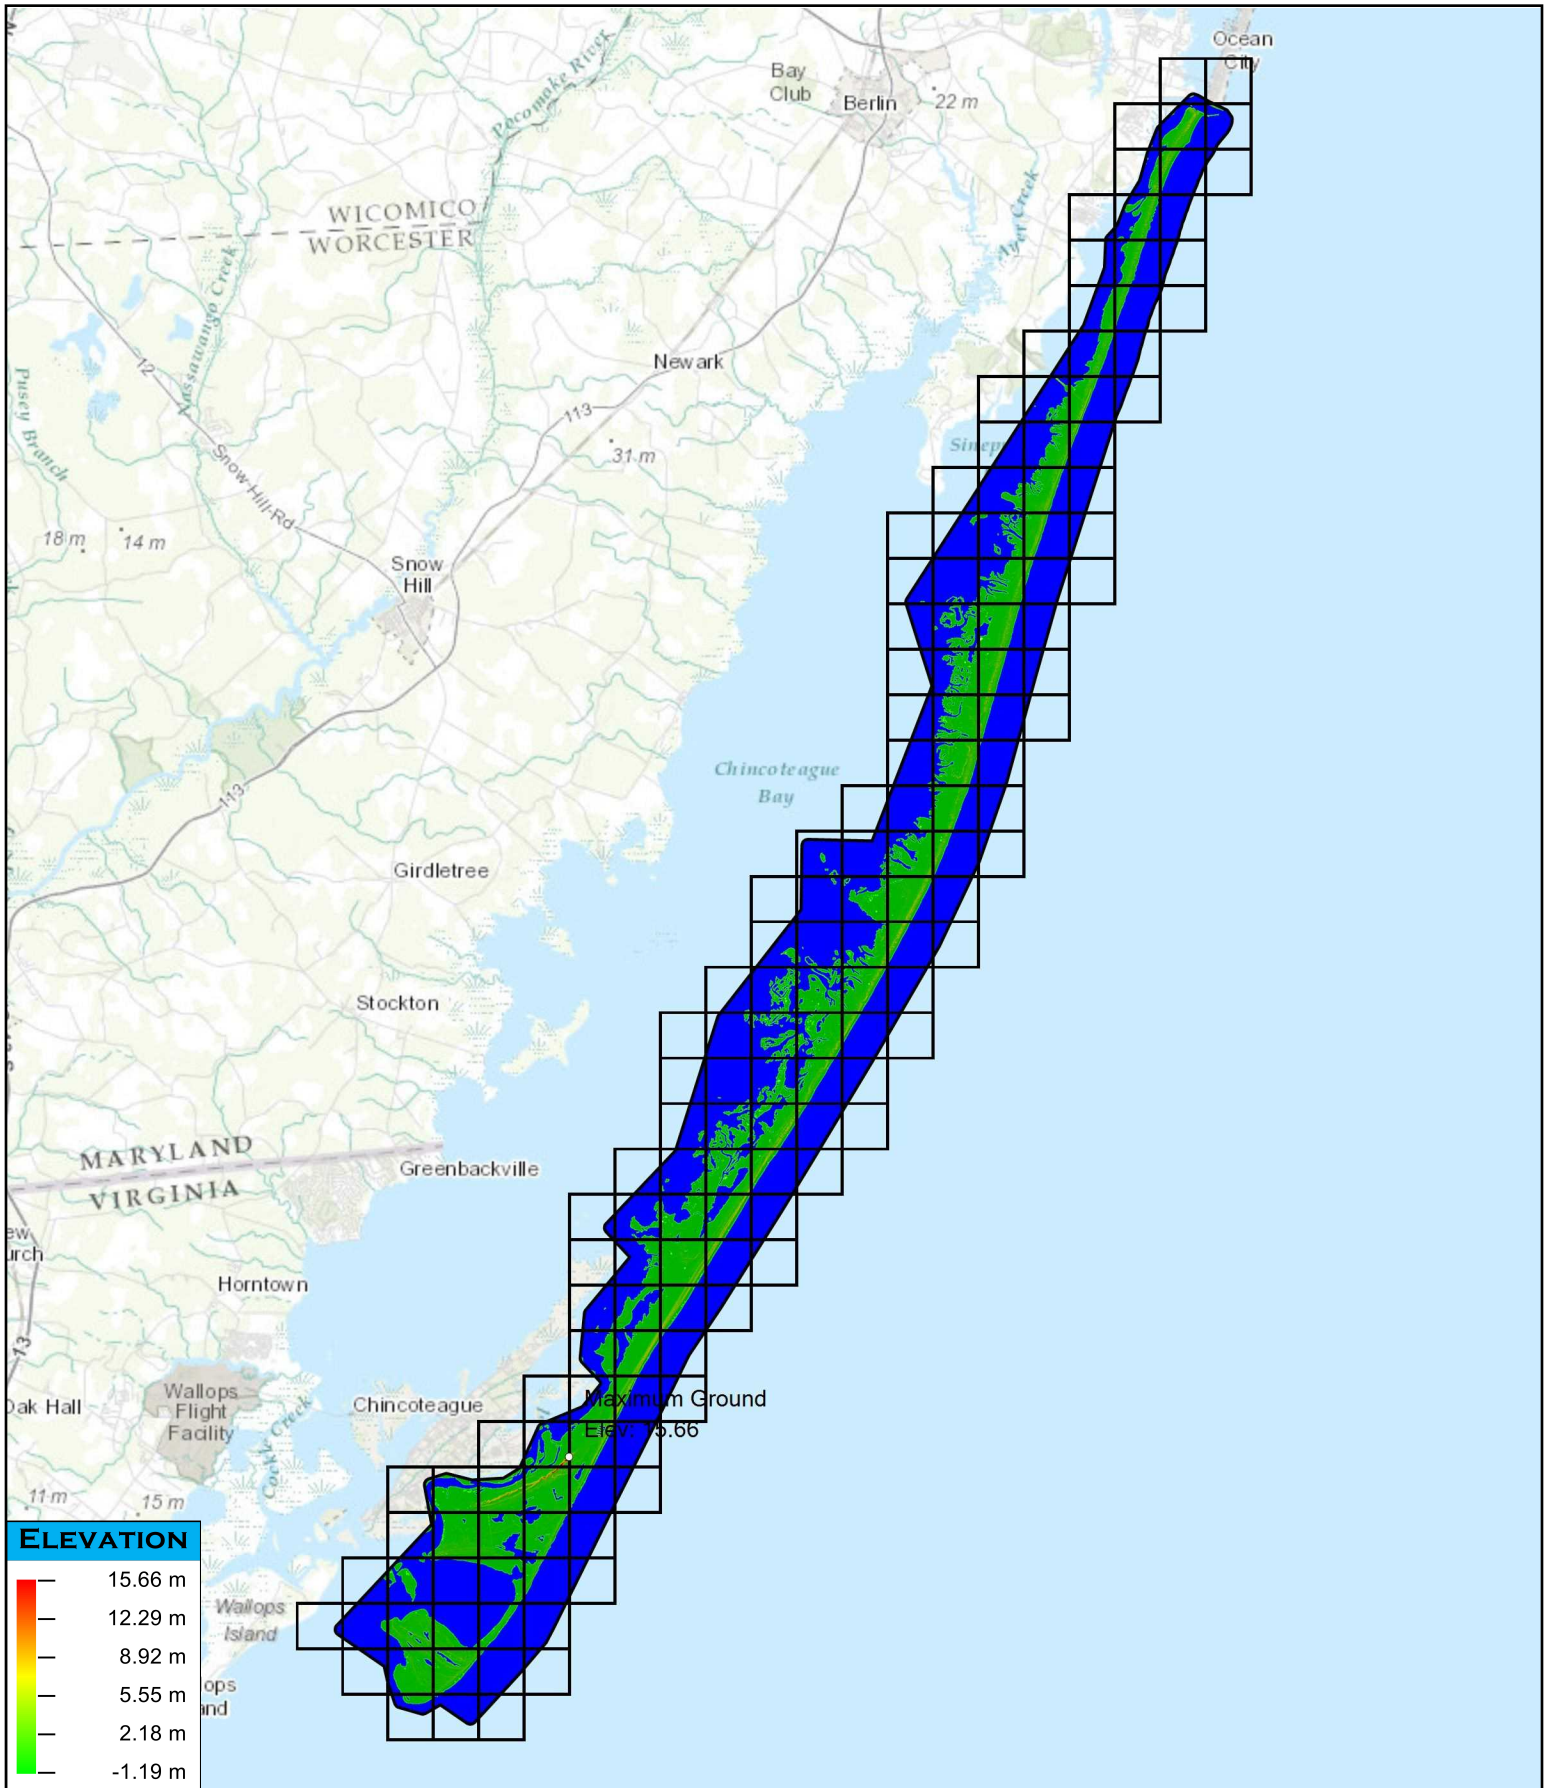 Ocean
City
Bay
Club
Berlin
22 m
Pocomoke River
WICOMICO
WORCESTER
Ayer Creek
Nassawango Creek
Newark
12
Pusey Branch
113
31 m
Snow-Hill-Rd
18 m
14 m
Snow
Hill
Chincoteague
Bay
113
Girdletree
Stockton
MARYLAND
VIRGINIA
Greenbackville
Horntown
13
Wallops
Flight
Facility
Oak Hall
Chincoteague
Cockle Creek
Maximum Ground
Elev: 15.66
11 m
15 m
Wallops
Island
ELEVATION
15.66 m
12.29 m
8.92 m
5.55 m
2.18 m
-1.19 m